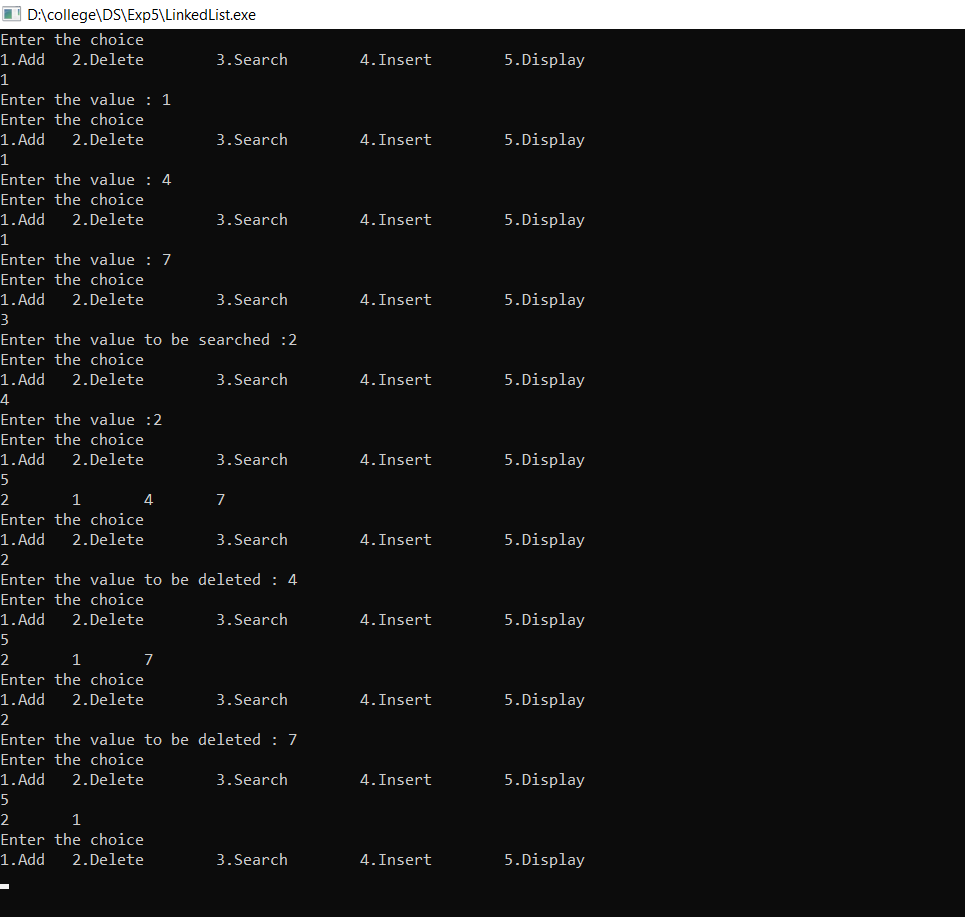 D:\college\DS\Exp5\LinkedList.exe
Enter the choice
1.Add   2.Delete        3.Search        4.Insert        5.Display
1
Enter the value : 1
Enter the choice
1.Add   2.Delete        3.Search        4.Insert        5.Display
1
Enter the value : 4
Enter the choice
1.Add   2.Delete        3.Search        4.Insert        5.Display
1
Enter the value : 7
Enter the choice
1.Add   2.Delete        3.Search        4.Insert        5.Display
3
Enter the value to be searched :2
Enter the choice
1.Add   2.Delete        3.Search        4.Insert        5.Display
4
Enter the value :2
Enter the choice
1.Add   2.Delete        3.Search        4.Insert        5.Display
5
2       1       4       7
Enter the choice
1.Add   2.Delete        3.Search        4.Insert        5.Display
2
Enter the value to be deleted : 4
Enter the choice
1.Add   2.Delete        3.Search        4.Insert        5.Display
5
2       1       7
Enter the choice
1.Add   2.Delete        3.Search        4.Insert        5.Display
2
Enter the value to be deleted : 7
Enter the choice
1.Add   2.Delete        3.Search        4.Insert        5.Display
5
2       1
Enter the choice
1.Add   2.Delete        3.Search        4.Insert        5.Display